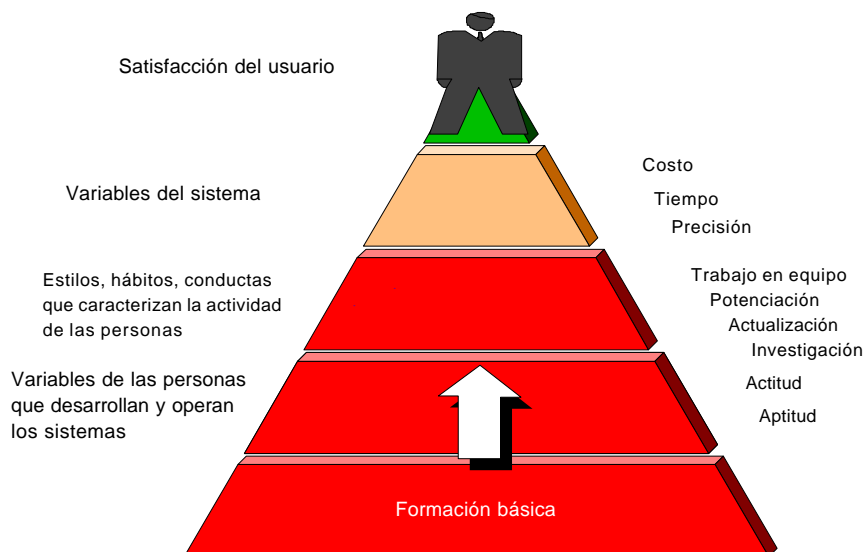 Satisfacción del usuario
Variables del sistema
Costo
Tiempo
Precisión
Estilos, hábitos, conductas
que caracterizan la actividad
de las personas
Trabajo en equipo
Potenciación
Actualización
Investigación
Variables de las personas
que desarrollan y operan
los sistemas
Actitud
Aptitud
Formación básica